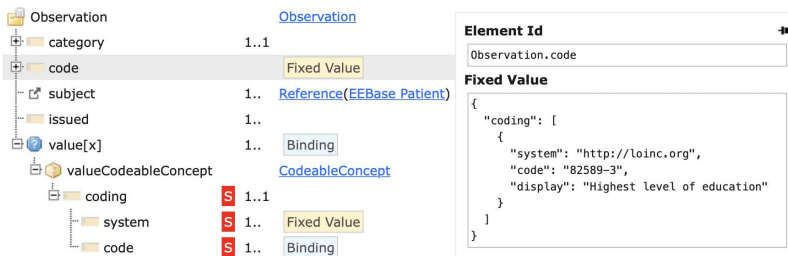 Observation Observation
category 1..1
code Fixed Value
subject 1.. Reference(EEBase Patient)
issued 1..
value[x] 1.. Binding
valueCodeableConcept CodeableConcept
coding S 1..1
system S 1.. Fixed Value
code S 1.. Binding
Element Id
Observation.code
Fixed Value
{
"coding": [
{
"system": "http://loinc.org",
"code": "82589-3",
"display": "Highest level of education"
}
]
}